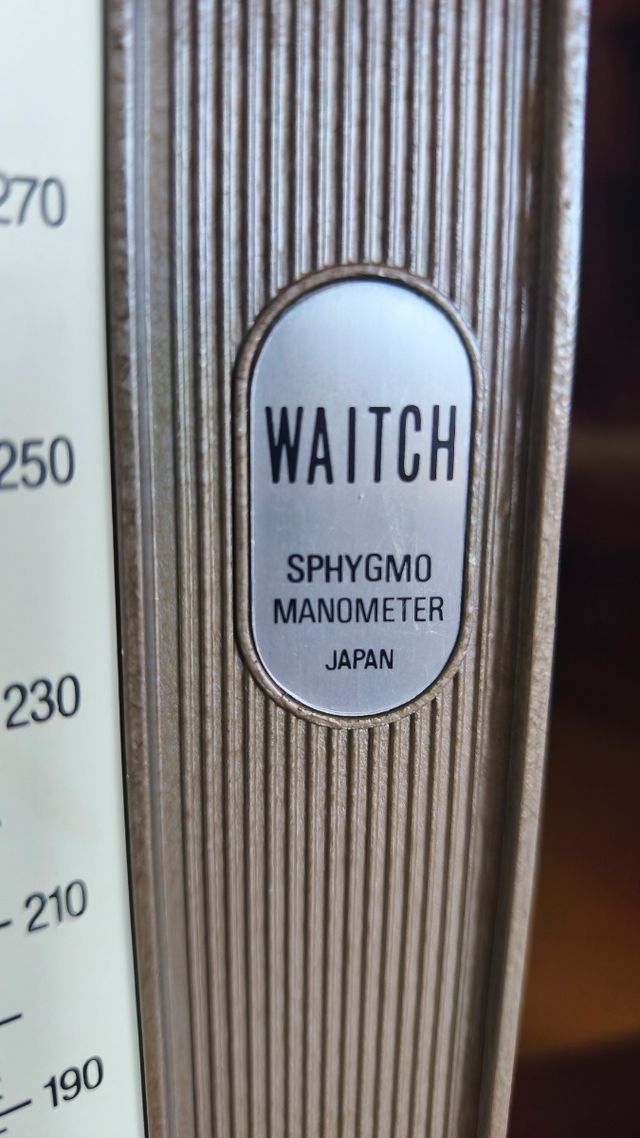 270
250
230
210
190
WAITCH
SPHYGMO
MANOMETER
JAPAN